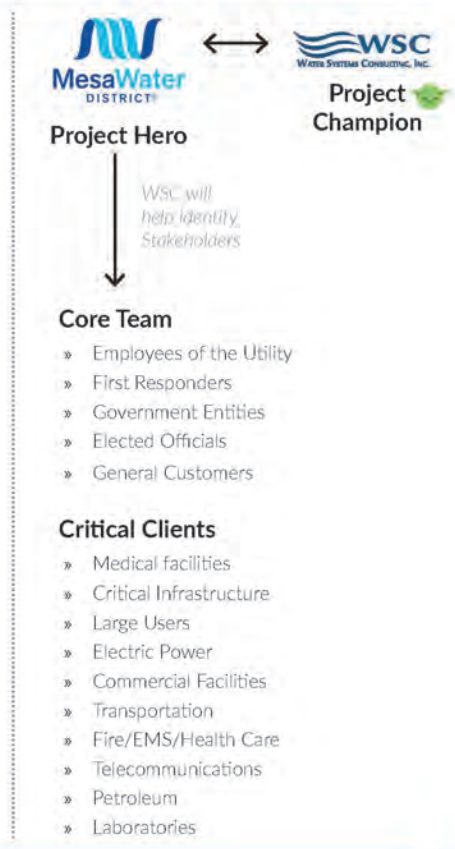 MesaWater
DISTRICT®
WSC
WATER SYSTEMS CONSULTING, INC.
Project Hero
Project
Champion
WSC will
help identify
Stakeholders
Core Team
» Employees of the Utility
» First Responders
» Government Entities
» Elected Officials
» General Customers
Critical Clients
» Medical facilities
» Critical Infrastructure
» Large Users
» Electric Power
» Commercial Facilities
» Transportation
» Fire/EMS/Health Care
» Telecommunications
» Petroleum
» Laboratories